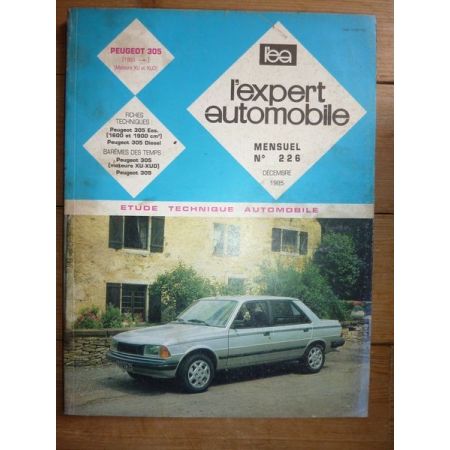 PEUGEOT 305
(Moteurs XU et XUD)
FICHES
TECHNIQUES
Peugeot 305 Ess.
(1600 et 1900 cm³)
Peugeot 305 Diesel
BARÈMES DES TEMPS
Peugeot 305
(moteurs XU-XUD)
Peugeot 309
l'ea
l'expert
automobile
MENSUEL
N° 226
DÉCEMBRE
1985
ETUDE TECHNIQUE AUTOMOBILE